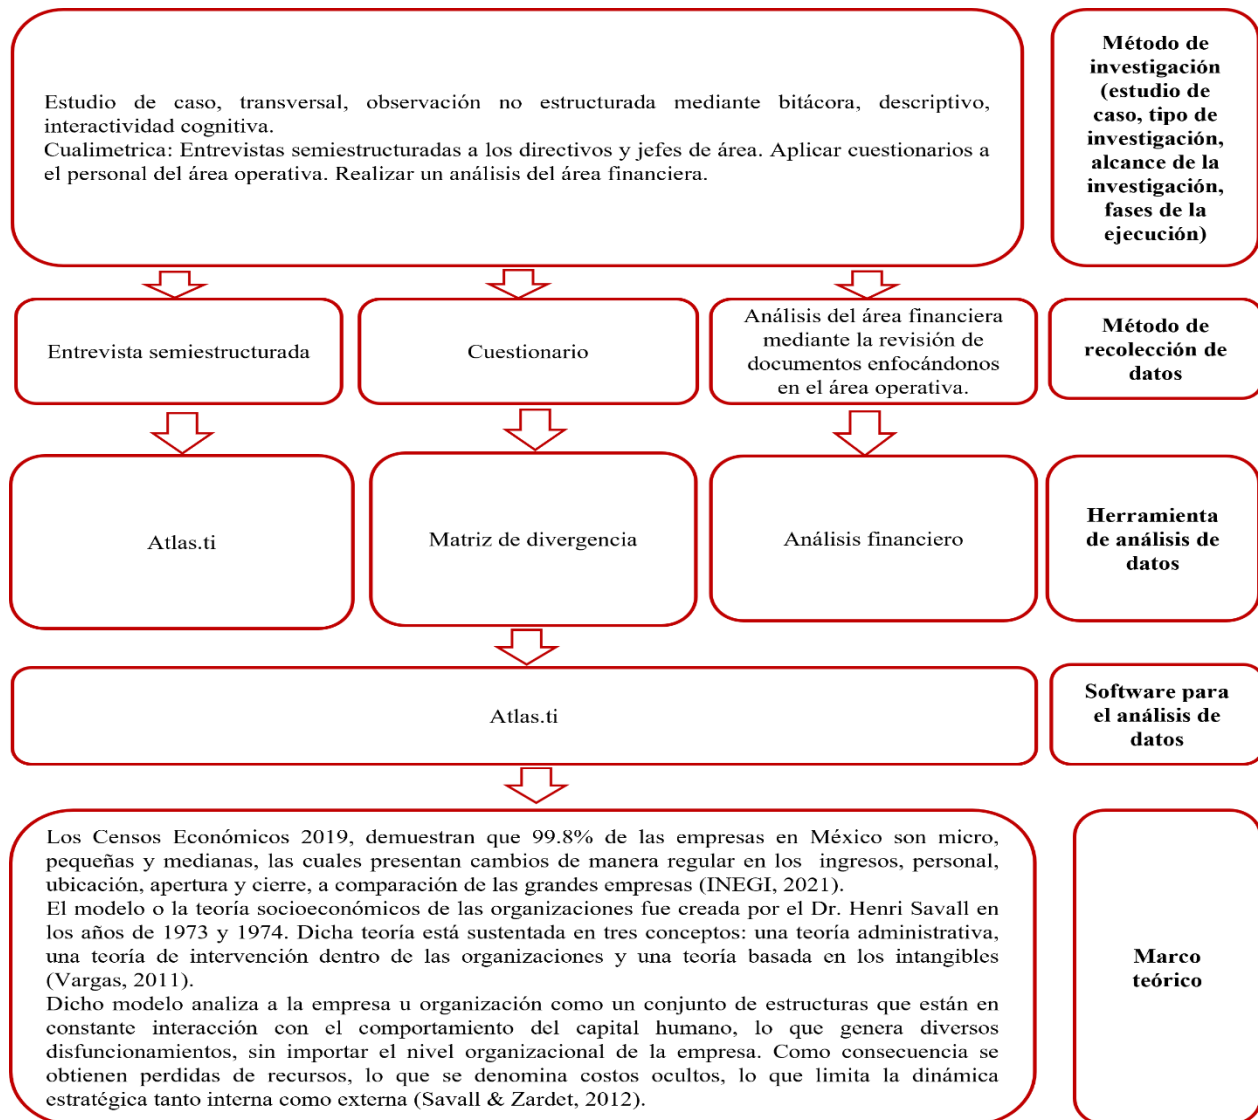 Estudio de caso, transversal, observación no estructurada mediante bitácora, descriptivo,
interactividad cognitiva.
Cualimetrica: Entrevistas semiestructuradas a los directivos y jefes de área. Aplicar cuestionarios a
el personal del área operativa. Realizar un análisis del área financiera.
Método de
investigación
(estudio de
caso, tipo de
investigación,
alcance de la
investigación,
fases de la
ejecución)
Entrevista semiestructurada
Cuestionario
Análisis del área financiera
mediante la revisión de
documentos enfocándonos
en el área operativa.
Método de
recolección de
datos
Atlas.ti
Matriz de divergencia
Análisis financiero
Herramienta
de análisis de
datos
Atlas.ti
Software para
el análisis de
datos
Los Censos Económicos 2019, demuestran que 99.8% de las empresas en México son micro,
pequeñas y medianas, las cuales presentan cambios de manera regular en los ingresos, personal,
ubicación, apertura y cierre, a comparación de las grandes empresas (INEGI, 2021).
El modelo o la teoría socioeconómicos de las organizaciones fue creada por el Dr. Henri Savall en
los años de 1973 y 1974. Dicha teoría está sustentada en tres conceptos: una teoría administrativa,
una teoría de intervención dentro de las organizaciones y una teoría basada en los intangibles
(Vargas, 2011).
Dicho modelo analiza a la empresa u organización como un conjunto de estructuras que están en
constante interacción con el comportamiento del capital humano, lo que genera diversos
disfuncionamientos, sin importar el nivel organizacional de la empresa. Como consecuencia se
obtienen perdidas de recursos, lo que se denomina costos ocultos, lo que limita la dinámica
estratégica tanto interna como externa (Savall & Zardet, 2012).
Marco
teórico